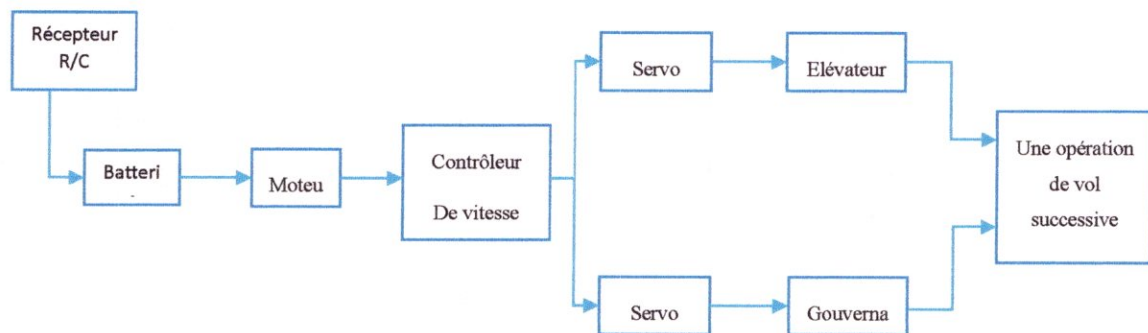 Récepteur
R/C
Batteri
Moteu
Contrôleur
De vitesse
Servo
Elévateur
Servo
Gouverna
Une opération
de vol
successive